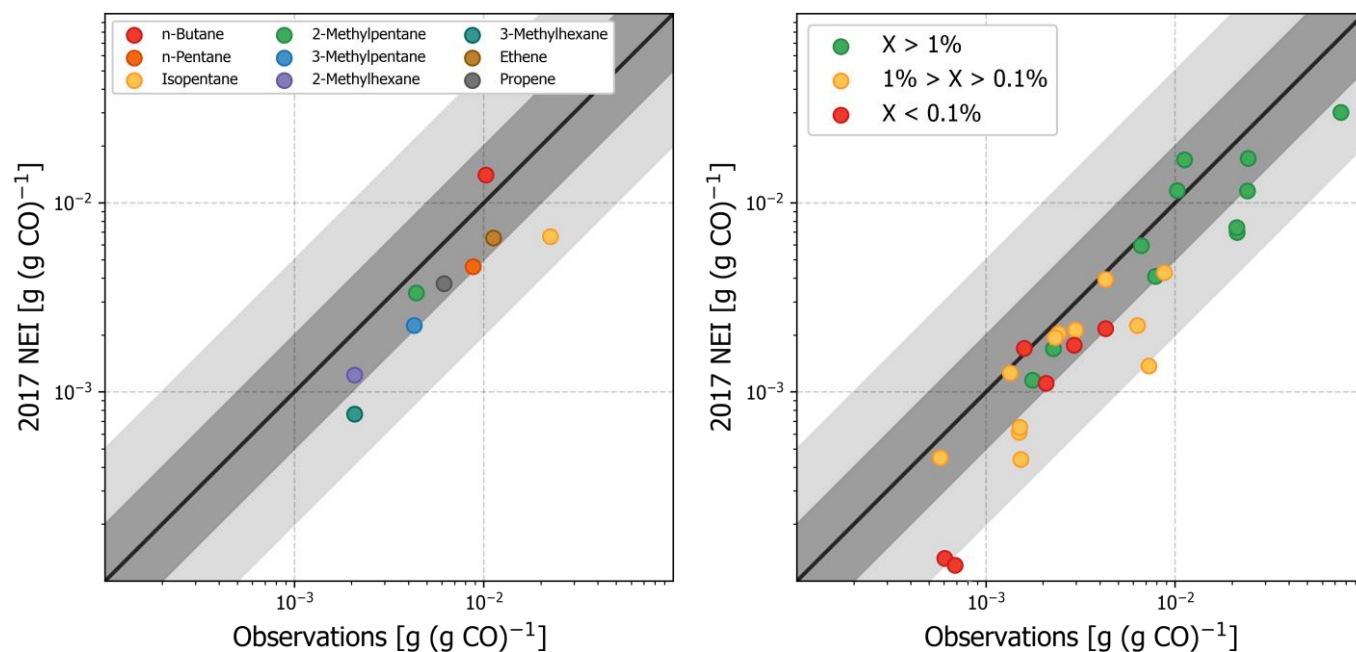 n-Butane 2-Methylpentane 3-Methylhexane
n-Pentane 3-Methylpentane Ethene
Isopentane 2-Methylhexane Propene
2017 NEI [g (g CO)⁻¹]
10⁻²
10⁻³
10⁻³ 10⁻²
Observations [g (g CO)⁻¹]
X > 1%
1% > X > 0.1%
X < 0.1%
2017 NEI [g (g CO)⁻¹]
10⁻²
10⁻³
10⁻³ 10⁻²
Observations [g (g CO)⁻¹]